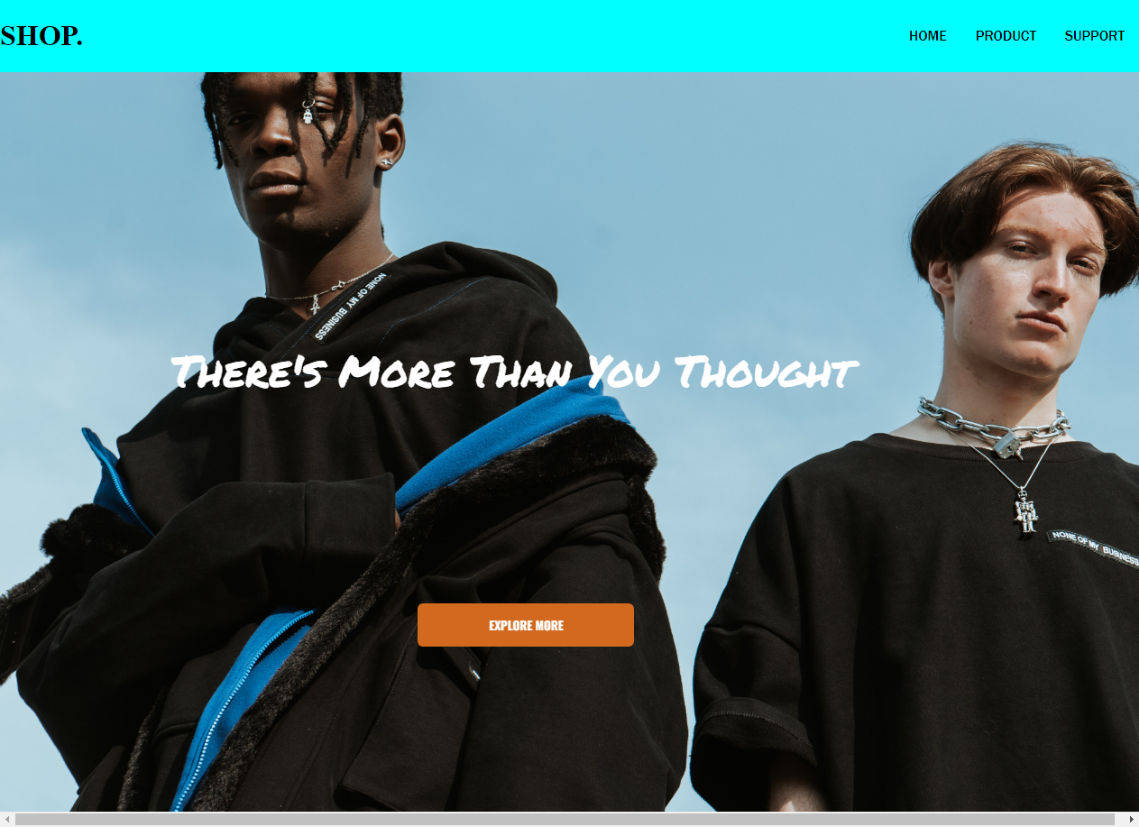 SHOP.
HOME PRODUCT SUPPORT
NONE OF MY BUSINESS
There's More Than You Thought
NONE OF MY BUSINESS
EXPLORE MORE